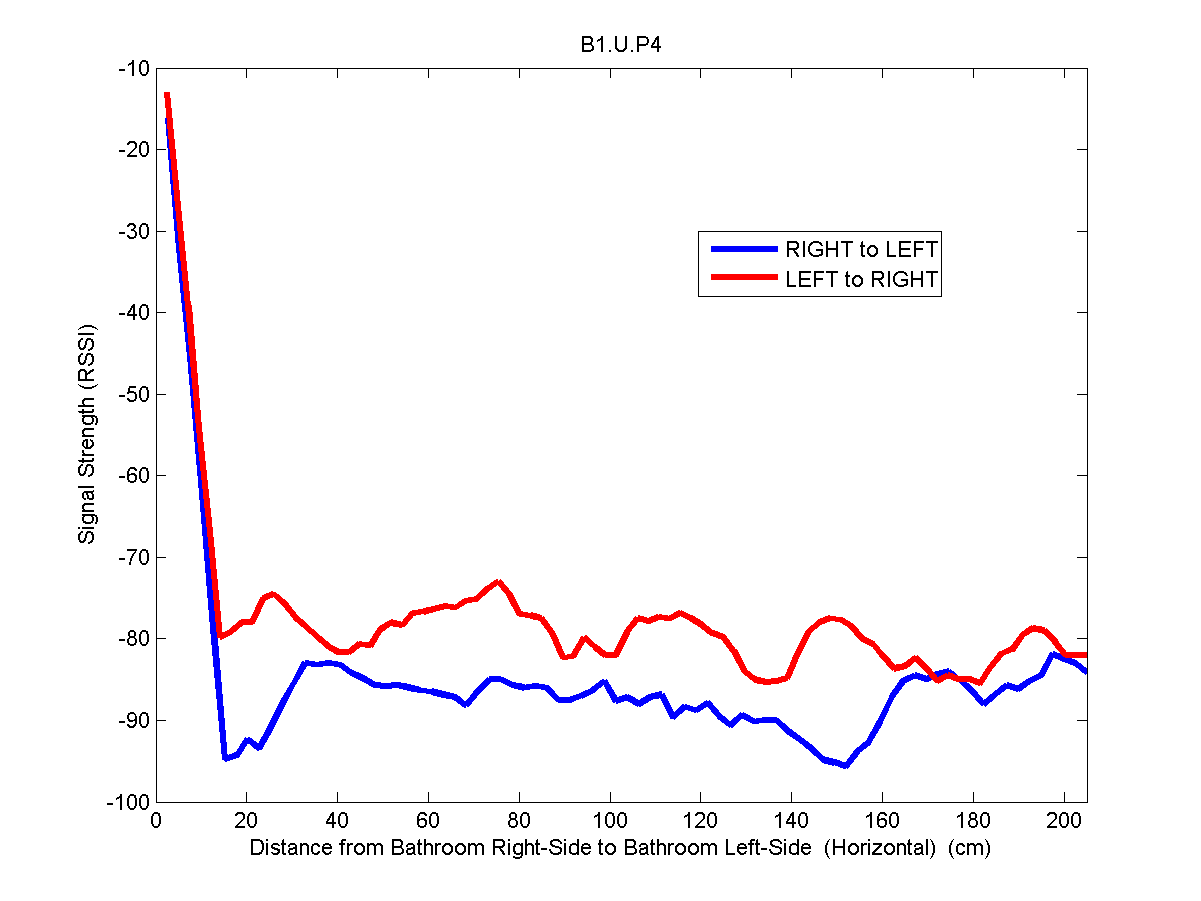 B1.U.P4
-10
-20
-30
-40
-50
-60
-70
-80
-90
-100
Signal Strength (RSSI)
RIGHT to LEFT
LEFT to RIGHT
0 20 40 60 80 100 120 140 160 180 200
Distance from Bathroom Right-Side to Bathroom Left-Side (Horizontal) (cm)